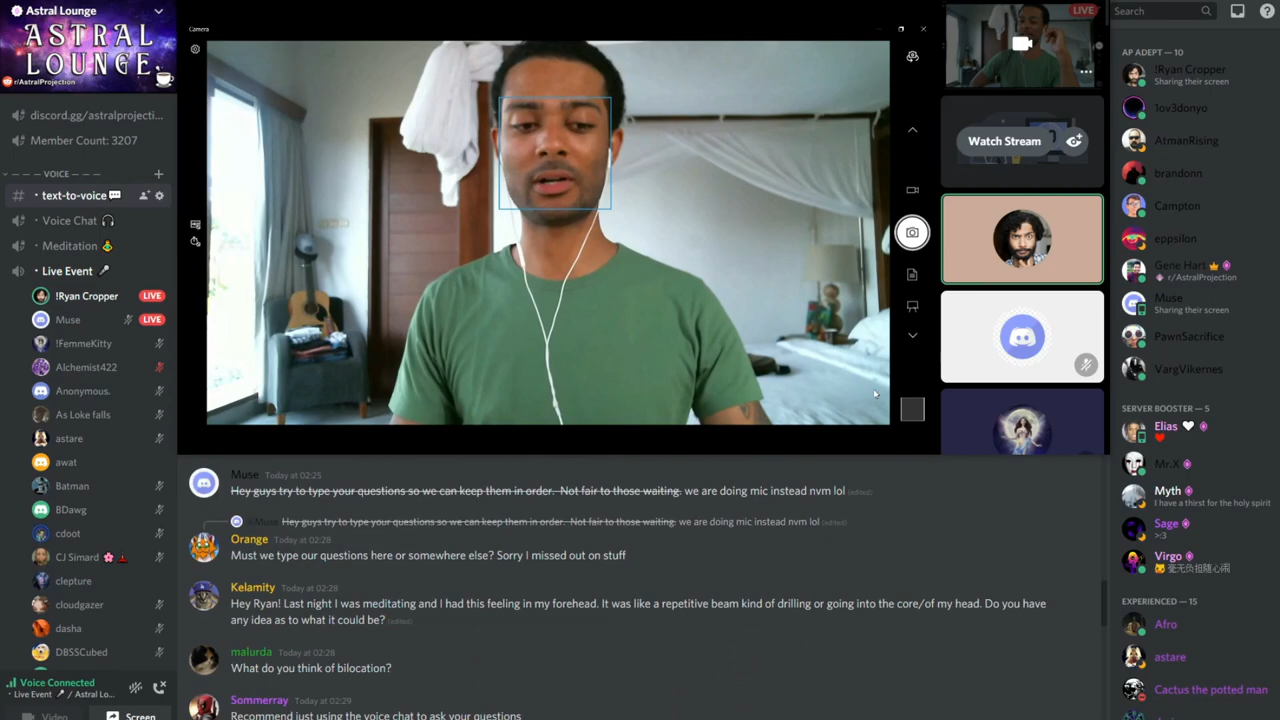 Astral Lounge
ASTRAL
LOUNGE
r/AstralProjection
discord.gg/astralprojecti...
Member Count: 3207
VOICE
text-to-voice
Voice Chat
Meditation
Live Event
!Ryan Cropper LIVE
Muse LIVE
!FemmeKitty
Alchemist422
Anonymous.
As Loke falls
astare
awat
Batman
BDawg
cdoot
CJ Simard
clepture
cloudgazer
dasha
DBSSCubed
Voice Connected
Live Event / Astral Lo...
Video Screen
Camera
LIVE
Watch Stream
Muse Today at 02:25
Hey guys try to type your questions so we can keep them in order. Not fair to those waiting. we are doing mic instead nvm lol (edited)
Muse Hey guys try to type your questions so we can keep them in order. Not fair to those waiting. we are doing mic instead nvm lol (edited)
Orange Today at 02:28
Must we type our questions here or somewhere else? Sorry I missed out on stuff
Kelamity Today at 02:28
Hey Ryan! Last night I was meditating and I had this feeling in my forehead. It was like a repetitive beam kind of drilling or going into the core/of my head. Do you have
any idea as to what it could be? (edited)
malurda Today at 02:28
What do you think of bilocation?
Sommerray Today at 02:29
Recommend just using the voice chat to ask your questions
Search
AP ADEPT — 10
!Ryan Cropper
Sharing their screen
1ov3donyo
AtmanRising
brandonn
Campton
eppsilon
Gene Hart
r/AstralProjection
Muse
Sharing their screen
PawnSacrifice
VargVikernes
SERVER BOOSTER — 5
Elias
Mr.X
Myth
I have a thirst for the holy spirit
Sage
>:3
Virgo
EXPERIENCED — 15
Afro
astare
Cactus the potted man